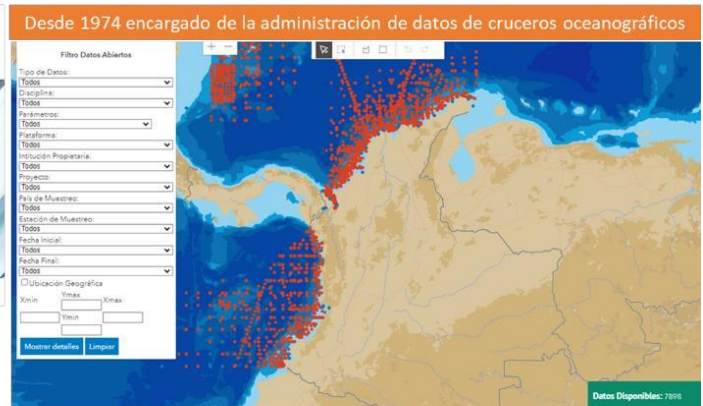 Desde 1974 encargado de la administración de datos de cruceros oceanográficos
Filtro Datos Abiertos
Tipo de Datos:
Todos
Disciplina:
Todos
Parámetros:
Todos
Plataforma:
Todos
Intitución Propietaria:
Todos
Proyecto:
Todos
País de Muestreo:
Todos
Estación de Muestreo:
Todos
Fecha Inicial:
Todos
Fecha Final:
Todos
Ubicación Geográfica
Ymax
Xmin Xmax
Ymin
Mostrar detalles Limpiar
Datos Disponibles: 7898